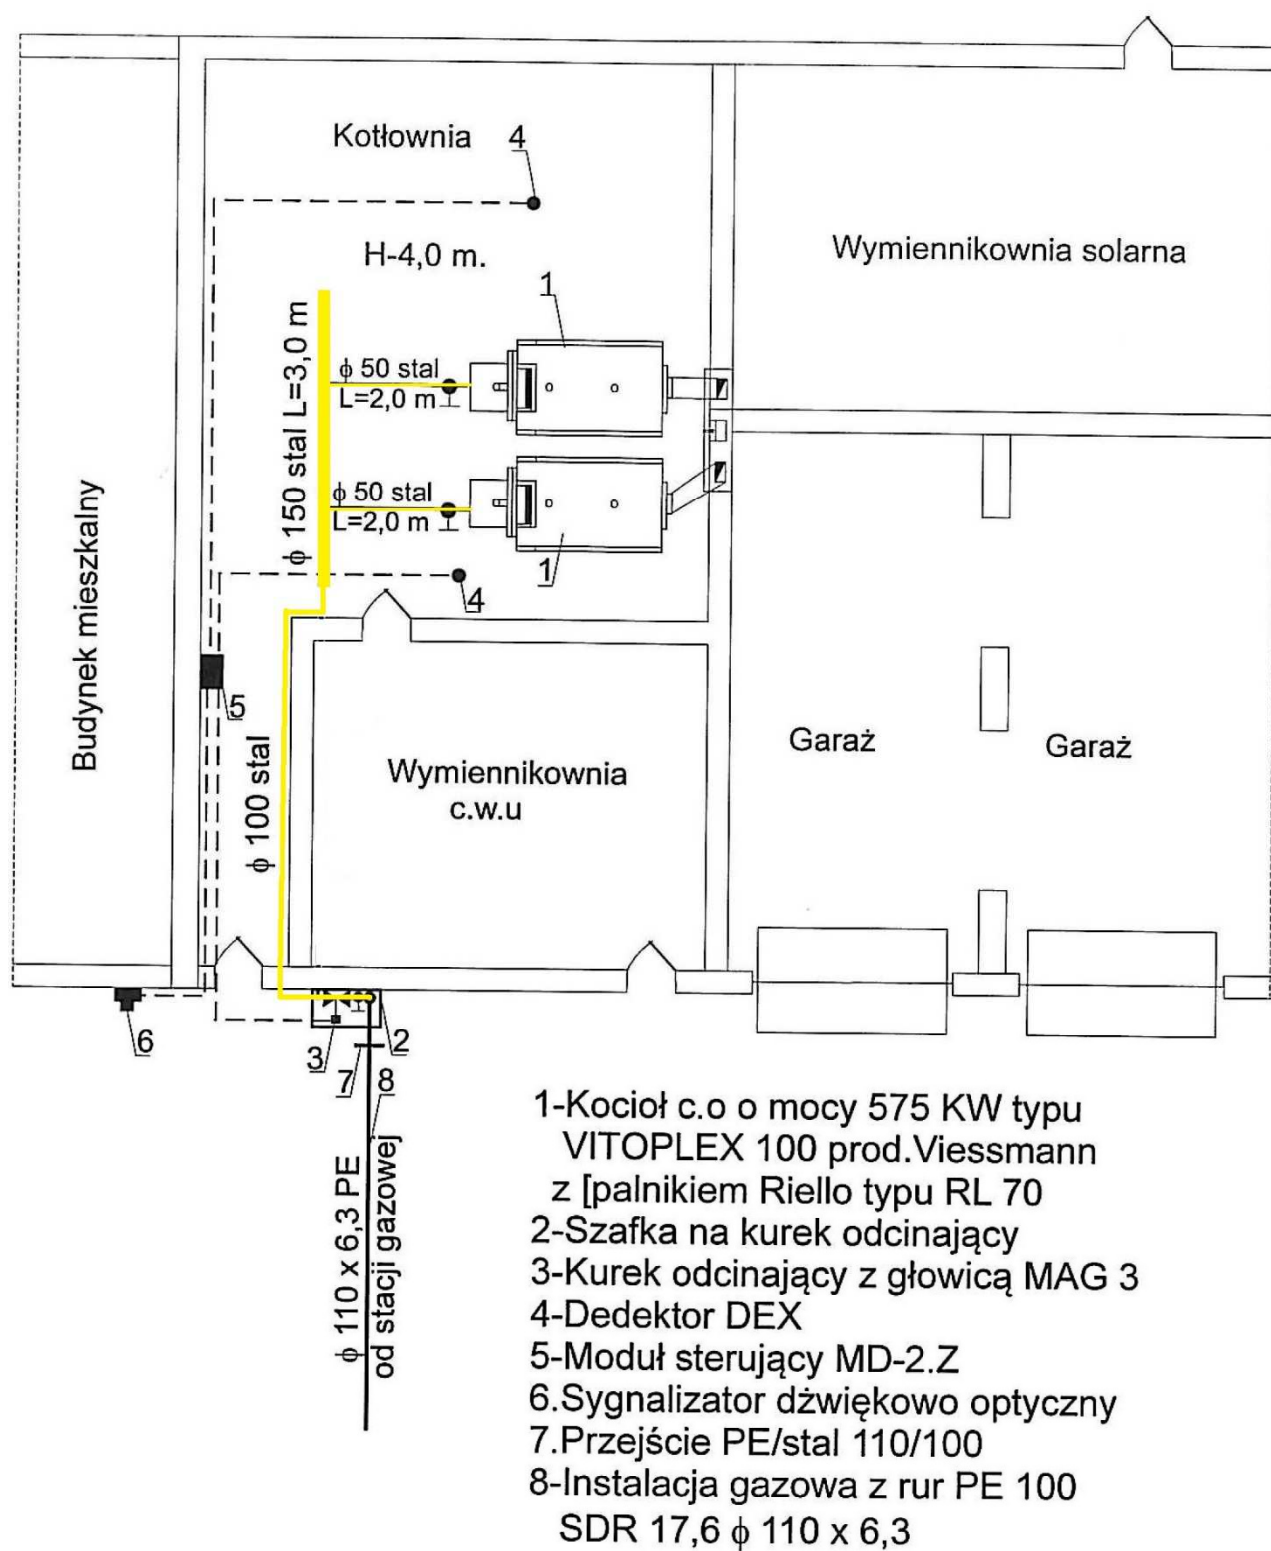 Kotłownia
4
H-4,0 m.
Wymiennikownia solarna
1
ϕ 150 stal L=3,0 m
ϕ 50 stal
L=2,0 m
ϕ 50 stal
L=2,0 m
1
4
Budynek mieszkalny
5
ϕ 100 stal
Wymiennikownia
c.w.u
Garaż
Garaż
6
3
2
7
8
ϕ 110 x 6,3 PE
od stacji gazowej
1-Kocioł c.o o mocy 575 KW typu
VITOPLEX 100 prod.Viessmann
z [palnikiem Riello typu RL 70
2-Szafka na kurek odcinający
3-Kurek odcinający z głowicą MAG 3
4-Dedektor DEX
5-Moduł sterujący MD-2.Z
6.Sygnalizator dżwiękowo optyczny
7.Przejście PE/stal 110/100
8-Instalacja gazowa z rur PE 100
SDR 17,6 ϕ 110 x 6,3